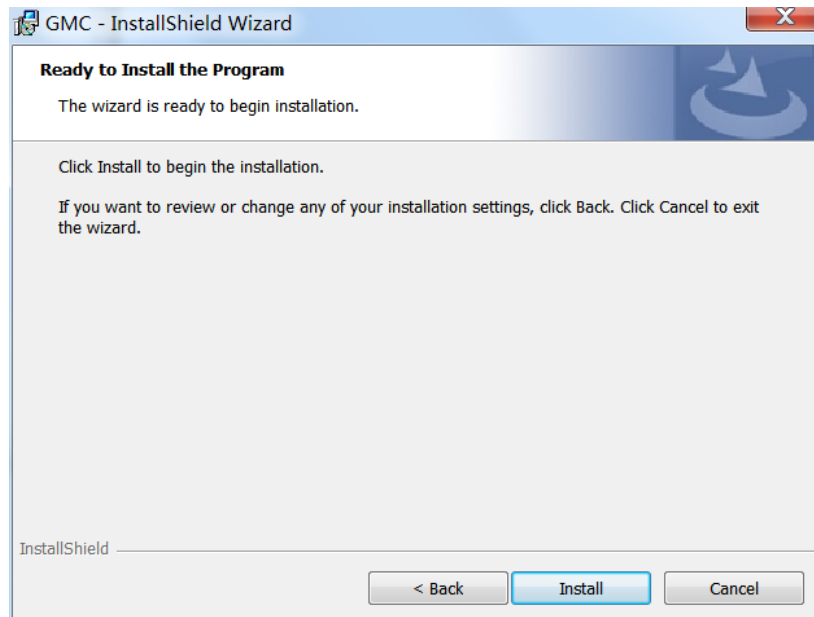 GMC - InstallShield Wizard
Ready to Install the Program
The wizard is ready to begin installation.
Click Install to begin the installation.
If you want to review or change any of your installation settings, click Back. Click Cancel to exit
the wizard.
InstallShield
< Back Install Cancel